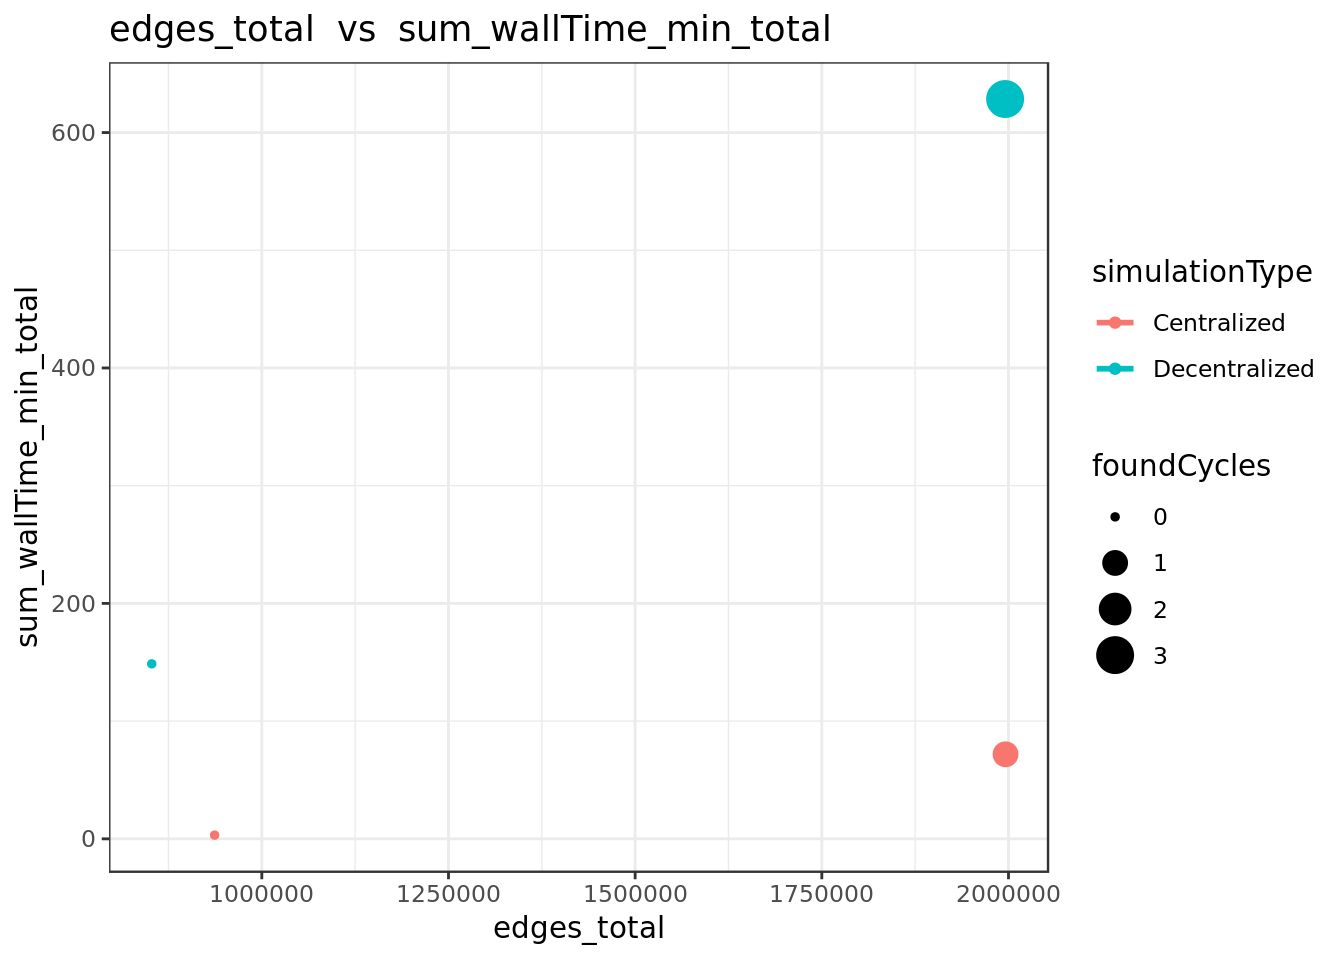 edges_total  vs  sum_wallTime_min_total
sum_wallTime_min_total
600
400
200
0
1000000
1250000
1500000
1750000
2000000
edges_total
simulationType
Centralized
Decentralized
foundCycles
0
1
2
3